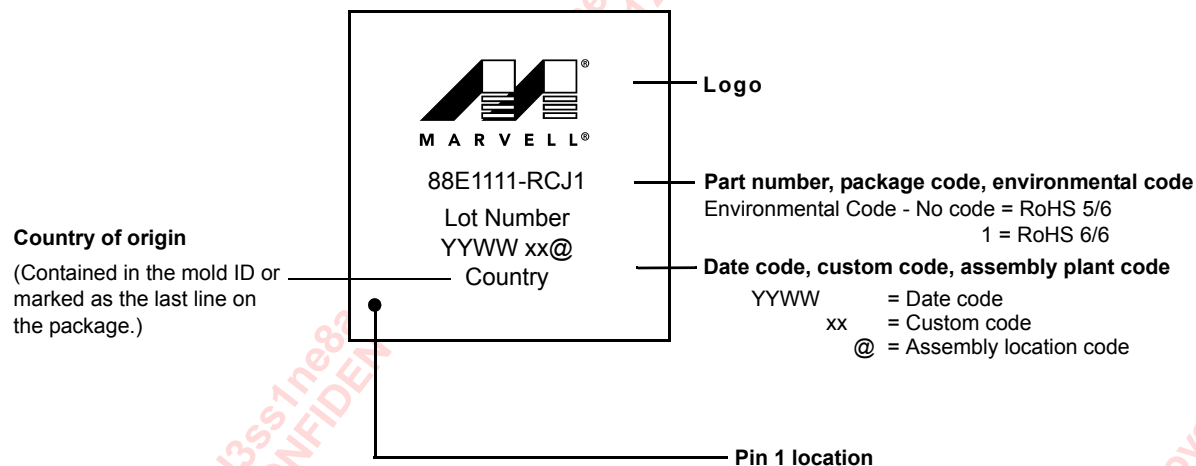 MARVELL®
®
Logo
88E1111-RCJ1
Part number, package code, environmental code
Environmental Code - No code = RoHS 5/6
1 = RoHS 6/6
Lot Number
YYWW xx@
Country
Country of origin
(Contained in the mold ID or
marked as the last line on
the package.)
Date code, custom code, assembly plant code
YYWW = Date code
xx = Custom code
@ = Assembly location code
Pin 1 location